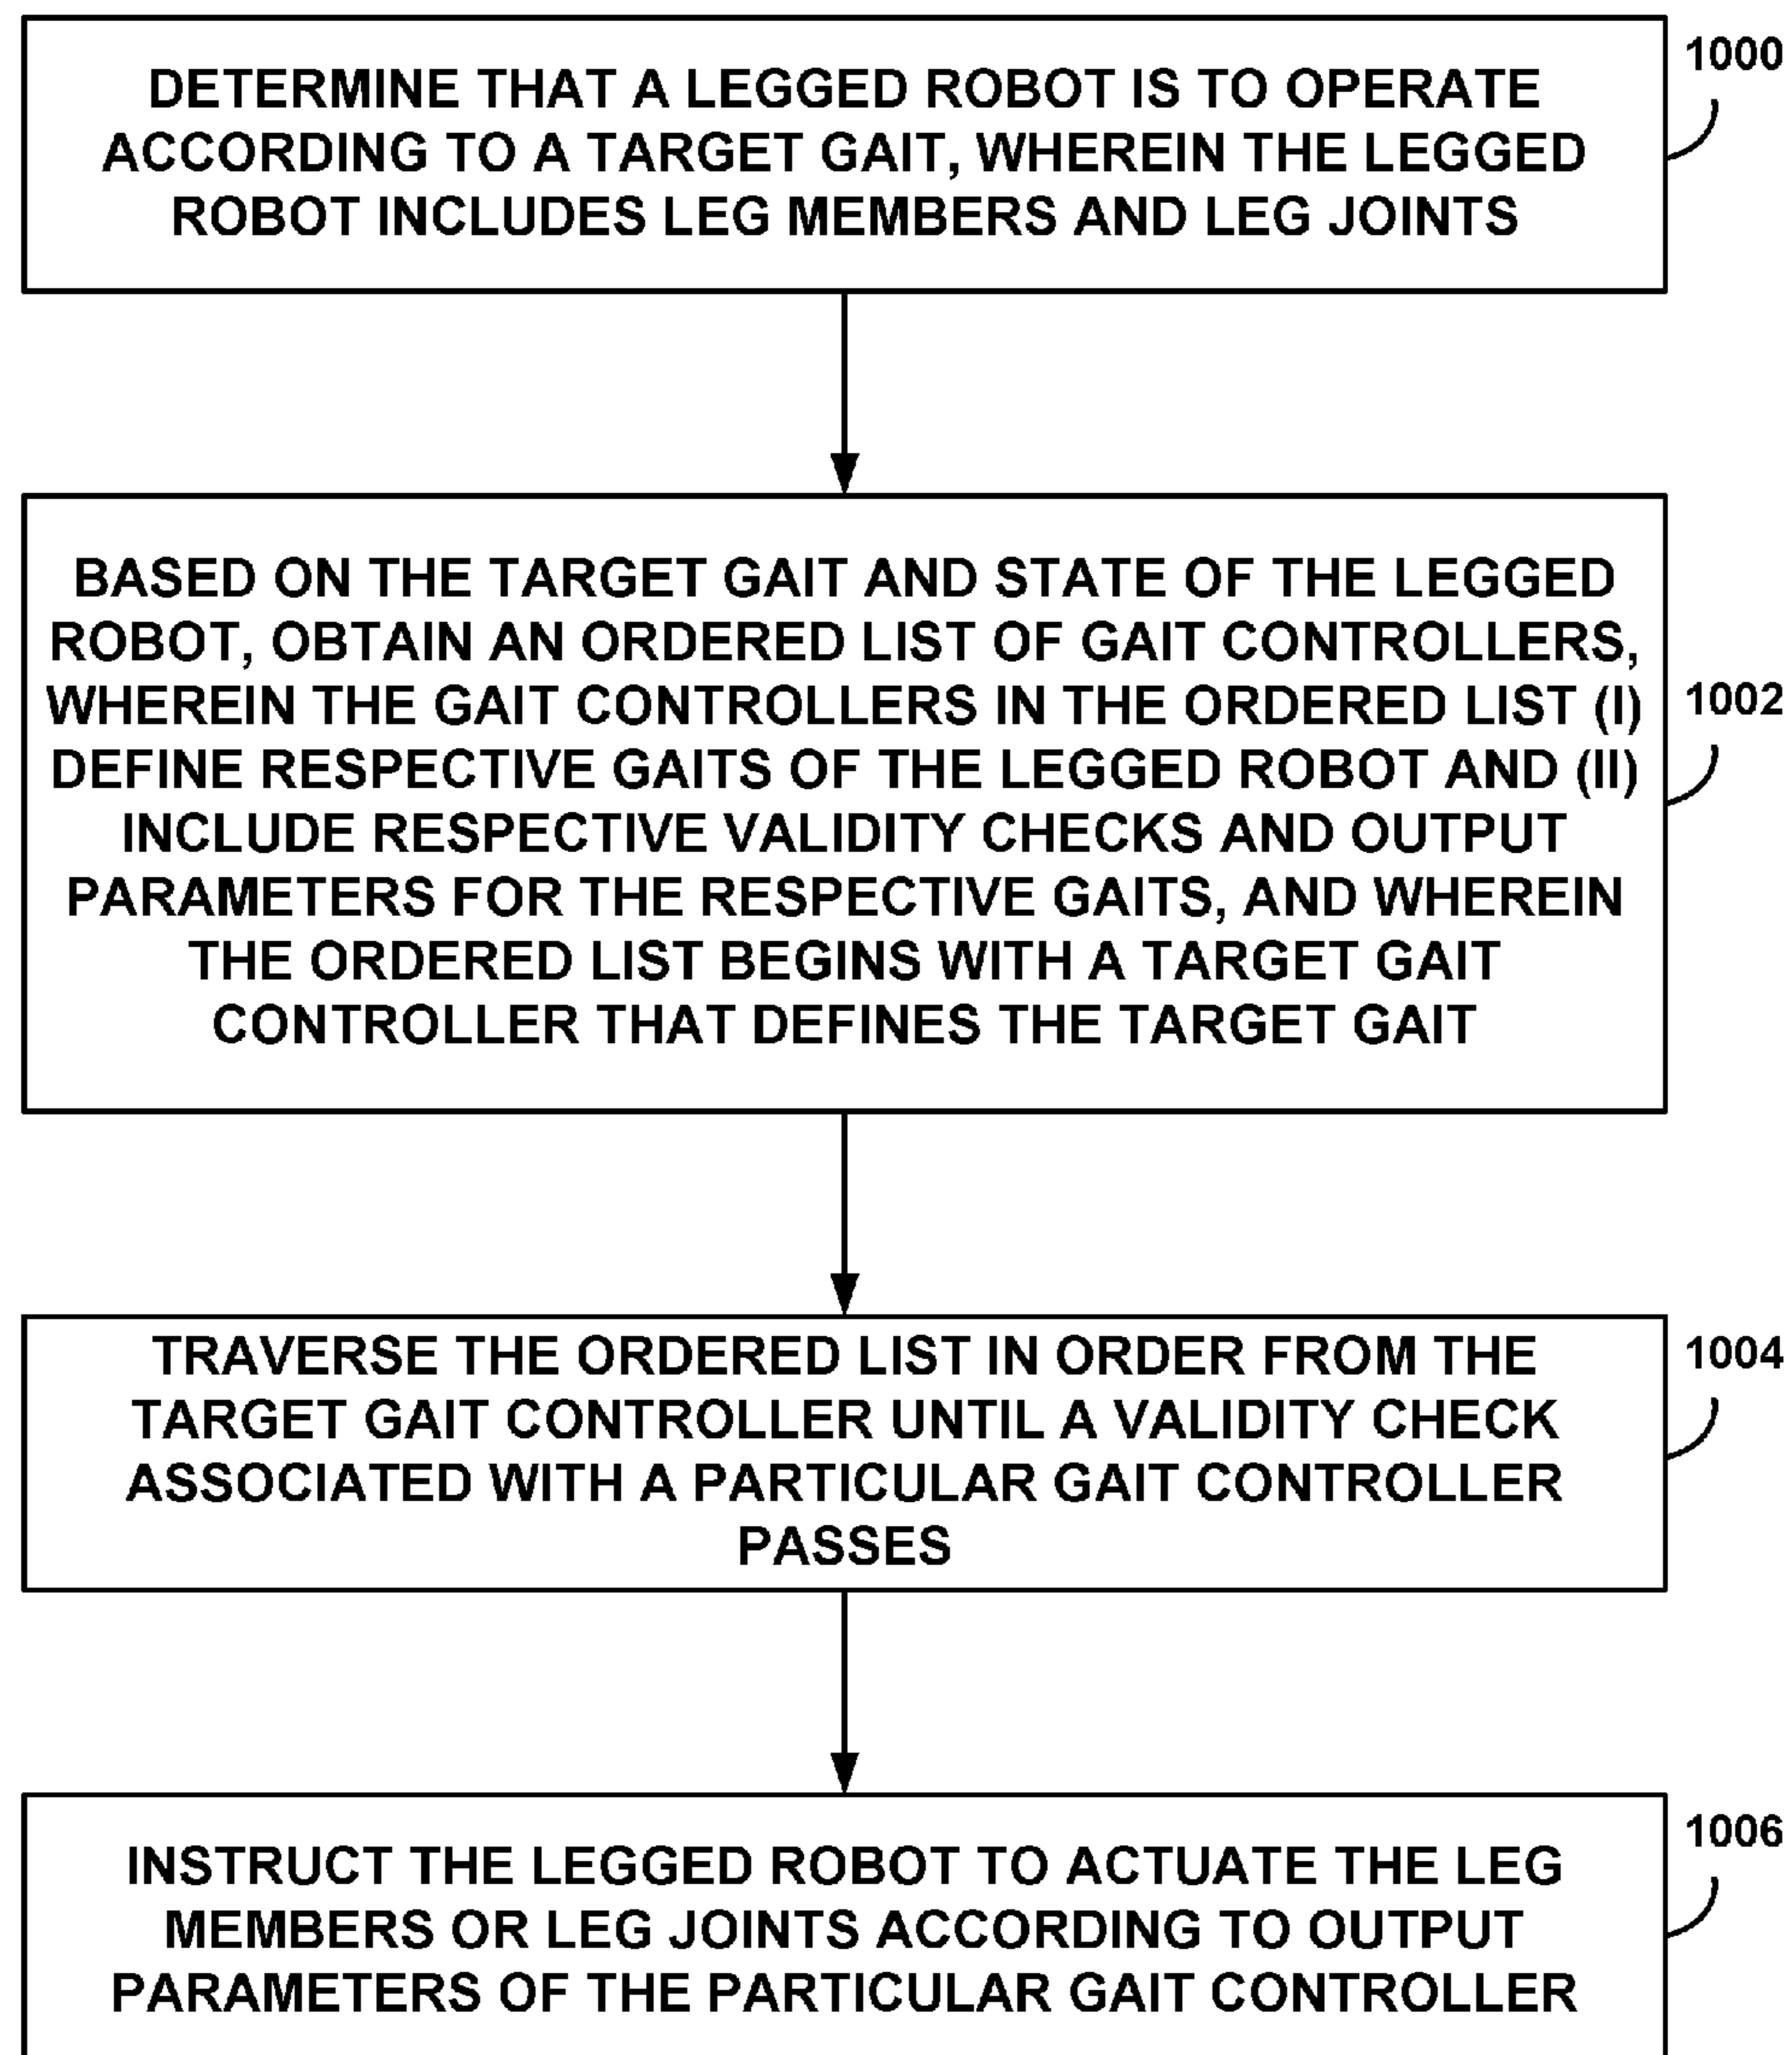 DETERMINE THAT A LEGGED ROBOT IS TO OPERATE
ACCORDING TO A TARGET GAIT, WHEREIN THE LEGGED
ROBOT INCLUDES LEG MEMBERS AND LEG JOINTS
1000
BASED ON THE TARGET GAIT AND STATE OF THE LEGGED
ROBOT, OBTAIN AN ORDERED LIST OF GAIT CONTROLLERS,
WHEREIN THE GAIT CONTROLLERS IN THE ORDERED LIST (I)
DEFINE RESPECTIVE GAITS OF THE LEGGED ROBOT AND (II)
INCLUDE RESPECTIVE VALIDITY CHECKS AND OUTPUT
PARAMETERS FOR THE RESPECTIVE GAITS, AND WHEREIN
THE ORDERED LIST BEGINS WITH A TARGET GAIT
CONTROLLER THAT DEFINES THE TARGET GAIT
1002
TRAVERSE THE ORDERED LIST IN ORDER FROM THE
TARGET GAIT CONTROLLER UNTIL A VALIDITY CHECK
ASSOCIATED WITH A PARTICULAR GAIT CONTROLLER
PASSES
1004
INSTRUCT THE LEGGED ROBOT TO ACTUATE THE LEG
MEMBERS OR LEG JOINTS ACCORDING TO OUTPUT
PARAMETERS OF THE PARTICULAR GAIT CONTROLLER
1006